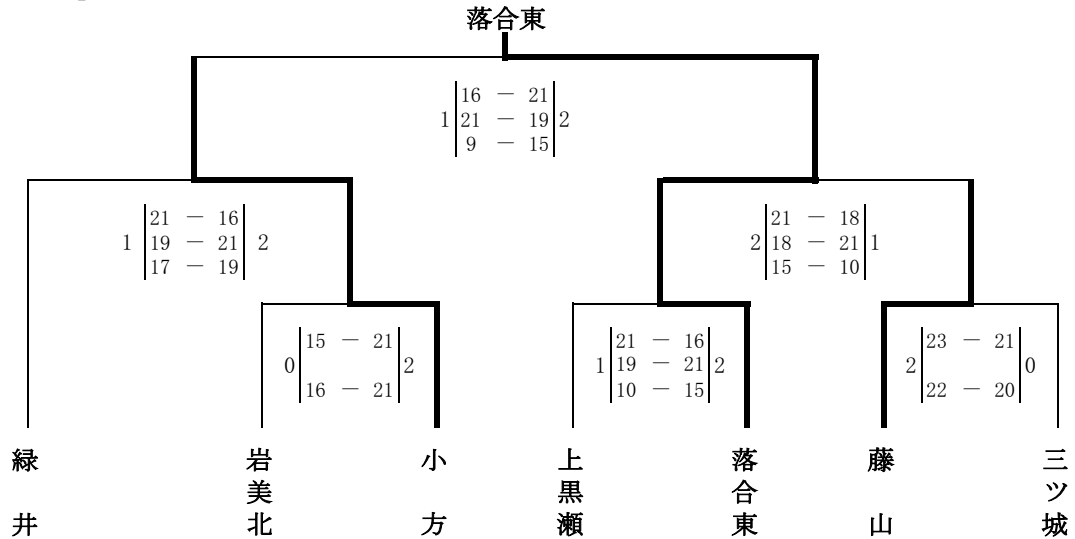 落合東
16 － 21
1 21 － 19 2
9 － 15
21 － 16
1 19 － 21 2
17 － 19
21 － 18
2 18 － 21 1
15 － 10
15 － 21
0 2
16 － 21
21 － 16
1 19 － 21 2
10 － 15
23 － 21
2 0
22 － 20
緑井
岩美北
小方
上黒瀬
落合東
藤山
三ツ城